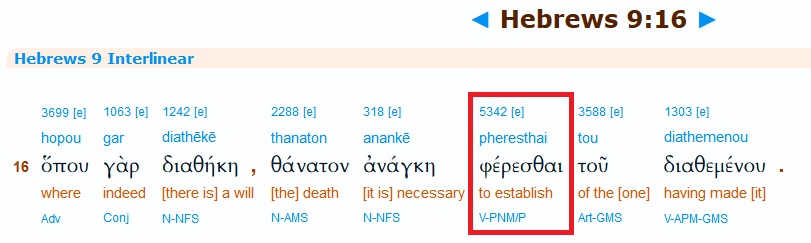 ◄ Hebrews 9:16 ►
Hebrews 9 Interlinear
3699 [e] 1063 [e] 1242 [e] 2288 [e] 318 [e] 5342 [e] 3588 [e] 1303 [e]
hopou gar diathēkē thanaton anankē pheresthai tou diathemenou
16 ὅπου γὰρ διαθήκη , θάνατον ἀνάγκη φέρεσθαι τοῦ διαθεμένου .
where indeed [there is] a will [the] death [it is] necessary to establish of the [one] having made [it]
Adv Conj N-NFS N-AMS N-NFS V-PNM/P Art-GMS V-APM-GMS